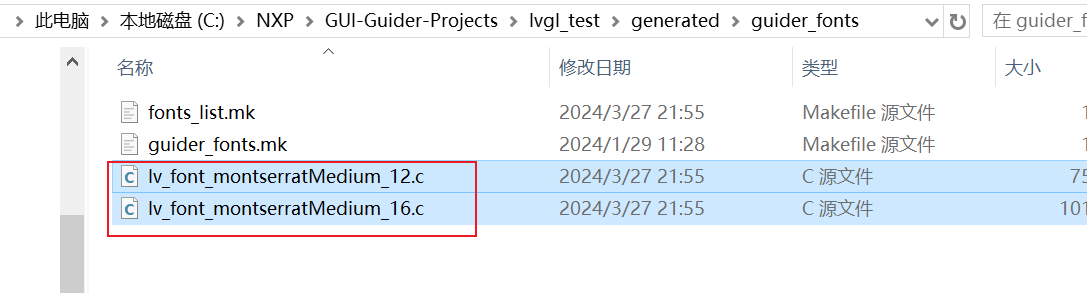 此电脑 › 本地磁盘 (C:) › NXP › GUI-Guider-Projects › lvgl_test › generated › guider_fonts 在 guider_f
名称 修改日期 类型 大小
fonts_list.mk 2024/3/27 21:55 Makefile 源文件 1
guider_fonts.mk 2024/1/29 11:28 Makefile 源文件 1
lv_font_montserratMedium_12.c 2024/3/27 21:55 C 源文件 75
lv_font_montserratMedium_16.c 2024/3/27 21:55 C 源文件 101